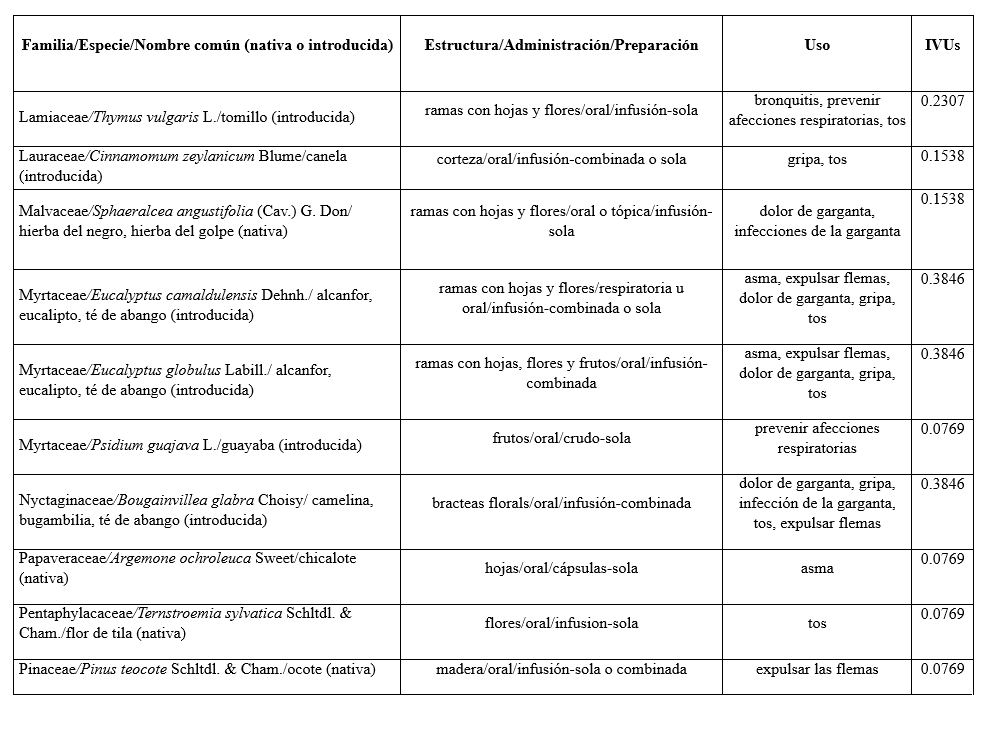 Familia/Especie/Nombre común (nativa o introducida) Estructura/Administración/Preparación Uso IVUs
Lamiaceae/Thymus vulgaris L./tomillo (introducida)
ramas con hojas y flores/oral/infusión-sola
bronquitis, prevenir
afecciones respiratorias, tos
0.2307
Lauraceae/Cinnamomum zeylanicum Blume/canela
(introducida)
corteza/oral/infusión-combinada o sola
gripa, tos
0.1538
Malvaceae/Sphaeralcea angustifolia (Cav.) G. Don/
hierba del negro, hierba del golpe (nativa)
ramas con hojas y flores/oral o tópica/infusión-
sola
dolor de garganta,
infecciones de la garganta
0.1538
Myrtaceae/Eucalyptus camaldulensis Dehnh./ alcanfor,
eucalipto, té de abango (introducida)
ramas con hojas y flores/respiratoria u
oral/infusión-combinada o sola
asma, expulsar flemas,
dolor de garganta, gripa,
tos
0.3846
Myrtaceae/Eucalyptus globulus Labill./ alcanfor,
eucalipto, té de abango (introducida)
ramas con hojas, flores y frutos/oral/infusión-
combinada
asma, expulsar flemas,
dolor de garganta, gripa,
tos
0.3846
Myrtaceae/Psidium guajava L./guayaba (introducida)
frutos/oral/crudo-sola
prevenir afecciones
respiratorias
0.0769
Nyctaginaceae/Bougainvillea glabra Choisy/ camelina,
bugambilia, té de abango (introducida)
bracteas florals/oral/infusión-combinada
dolor de garganta, gripa,
infección de la garganta,
tos, expulsar flemas
0.3846
Papaveraceae/Argemone ochroleuca Sweet/chicalote
(nativa)
hojas/oral/cápsulas-sola
asma
0.0769
Pentaphylacaceae/Ternstroemia sylvatica Schltdl. &
Cham./flor de tila (nativa)
flores/oral/infusion-sola
tos
0.0769
Pinaceae/Pinus teocote Schltdl. & Cham./ocote (nativa)
madera/oral/infusión-sola o combinada
expulsar las flemas
0.0769